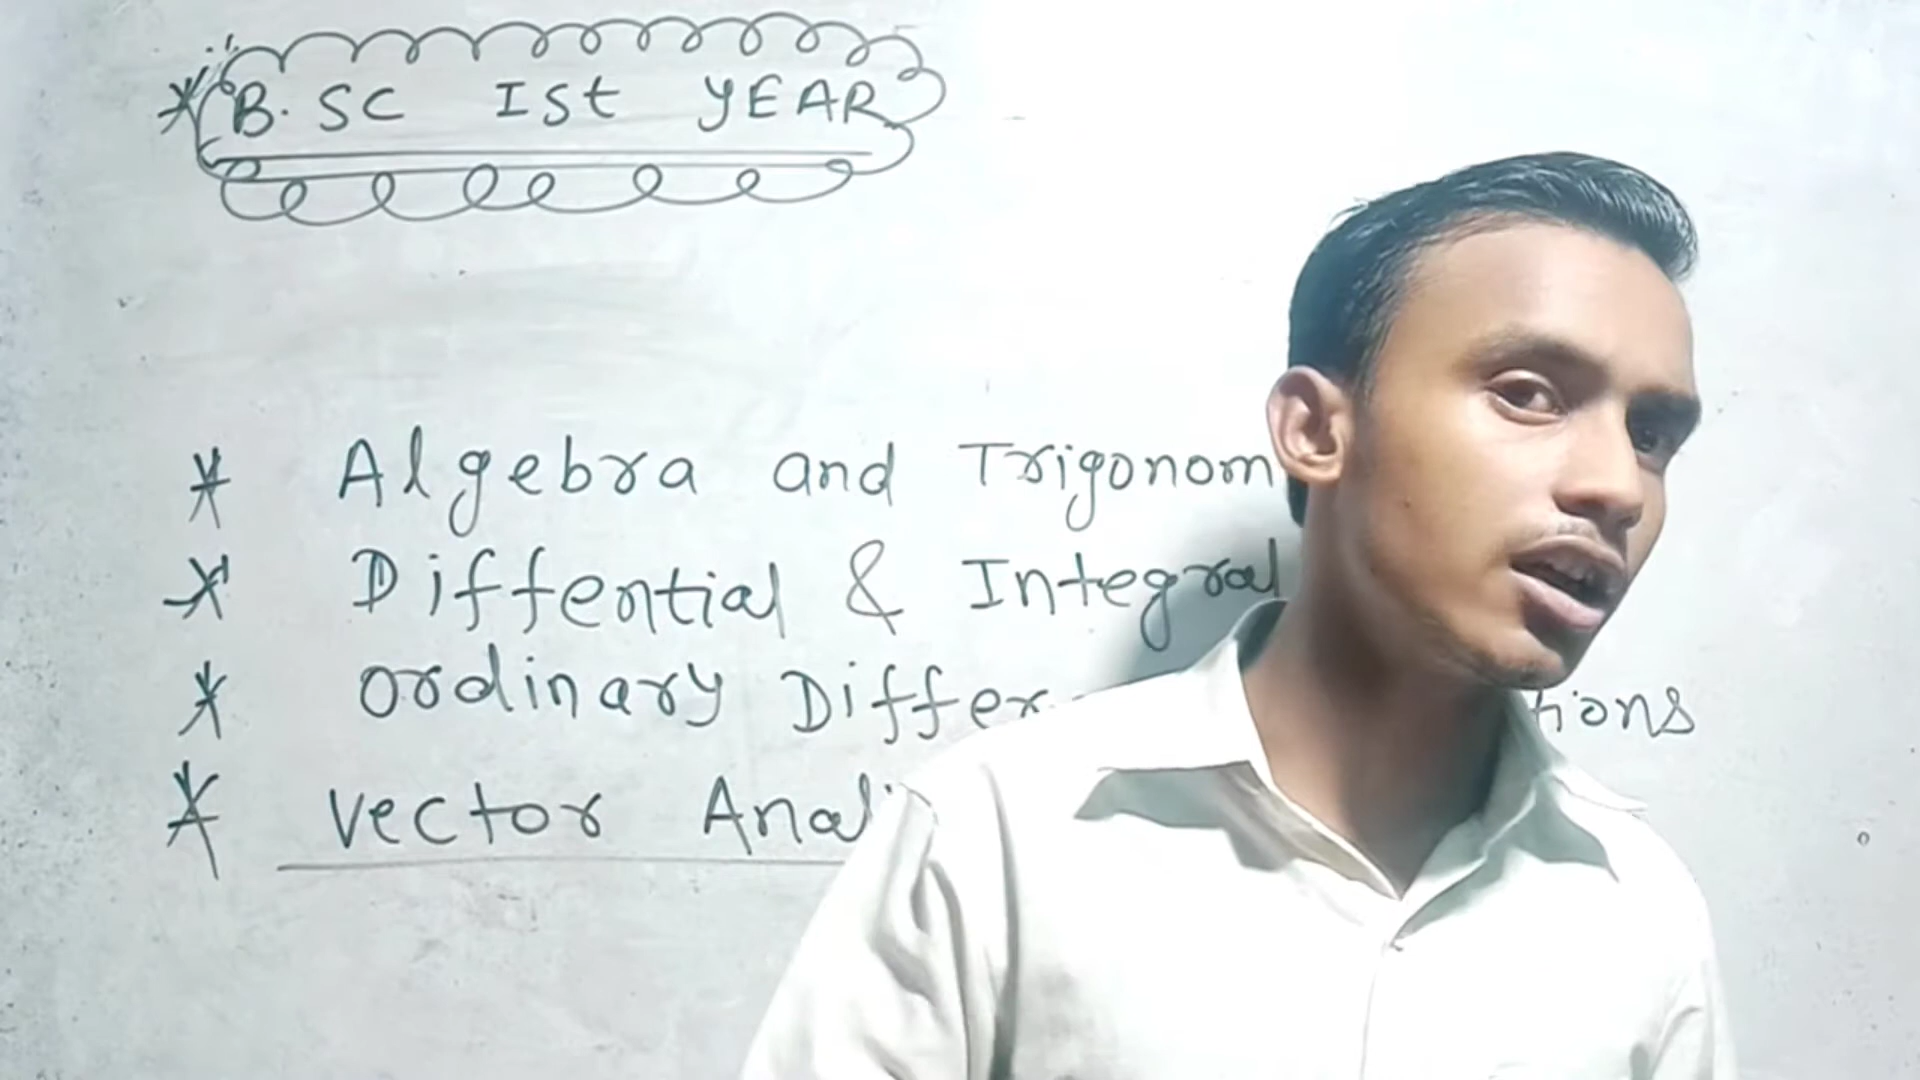 * B. SC ISt YEAR
* Algebra and Trigonom
* Diffential & Integral
* Ordinary Differ tions
* Vector Anal